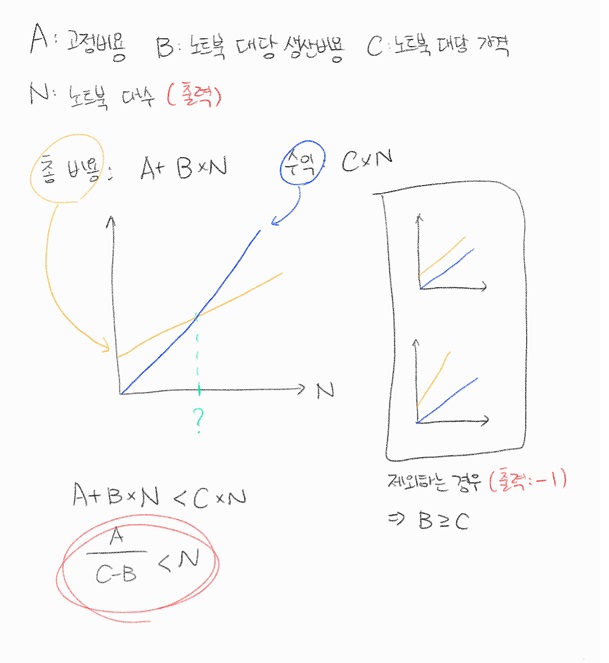 A: 고정비용 B: 노트북 대당 생산비용 C: 노트북 대당 가격
N: 노트북 대수 (출력)
총 비용: A+ B×N 수익 C×N
N
?
A+B×N < C×N
A
C-B < N
제외하는 경우 (출력:-1)
⇒ B≥C